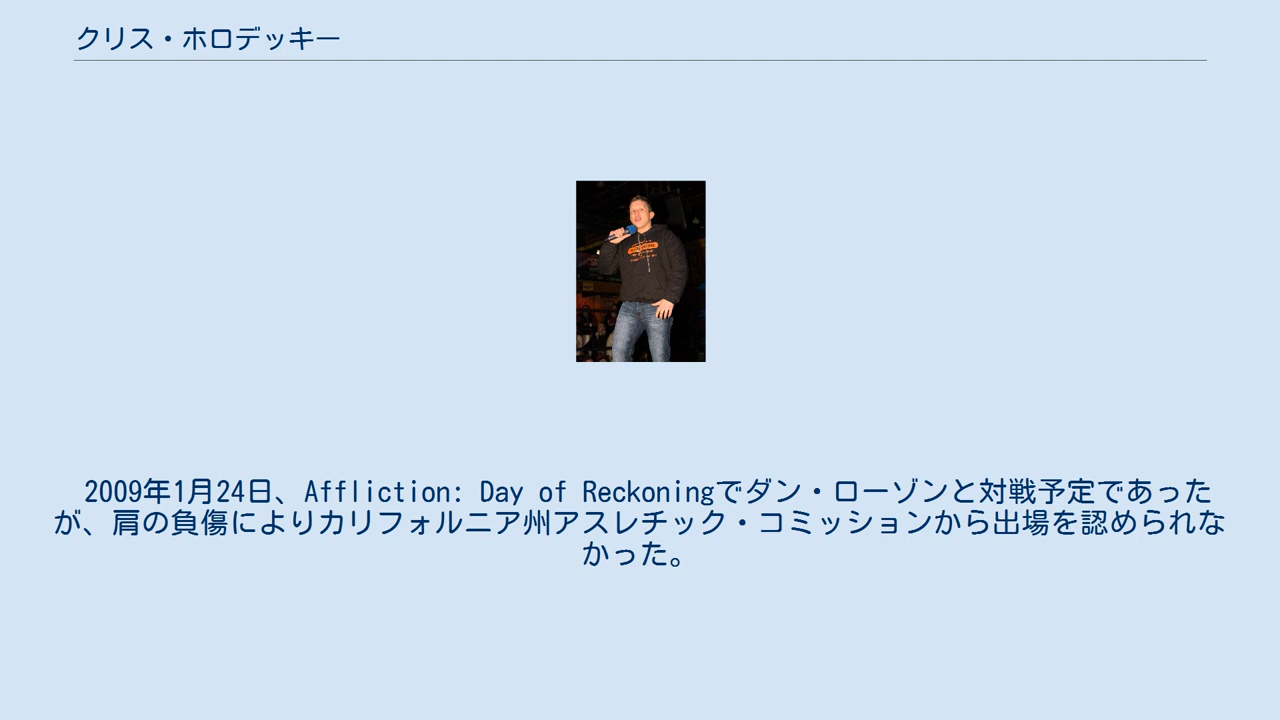 クリス・ホロデッキー
2009年1月24日、Affliction: Day of Reckoningでダン・ローゾンと対戦予定であった
が、肩の負傷によりカリフォルニア州アスレチック・コミッションから出場を認められな
かった。